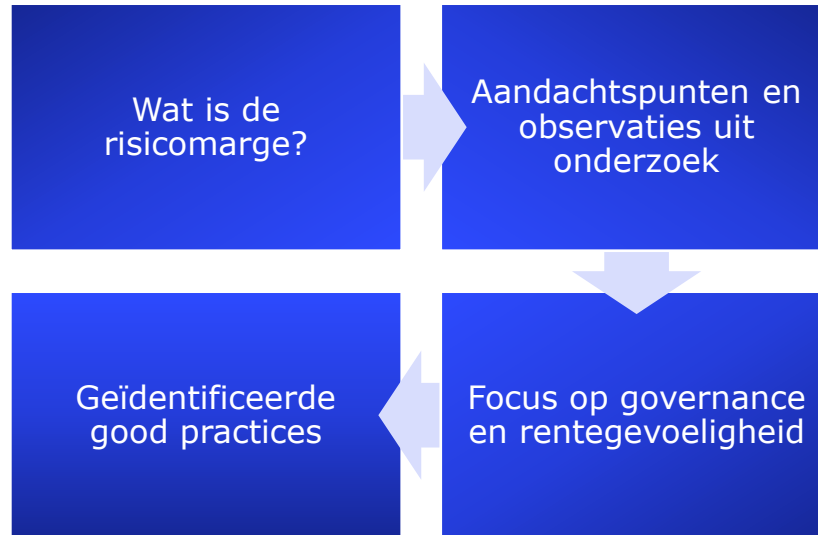 Wat is de
risicomarge?
Aandachtspunten en
observaties uit
onderzoek
Focus op governance
en rentegevoeligheid
Geïdentificeerde
good practices